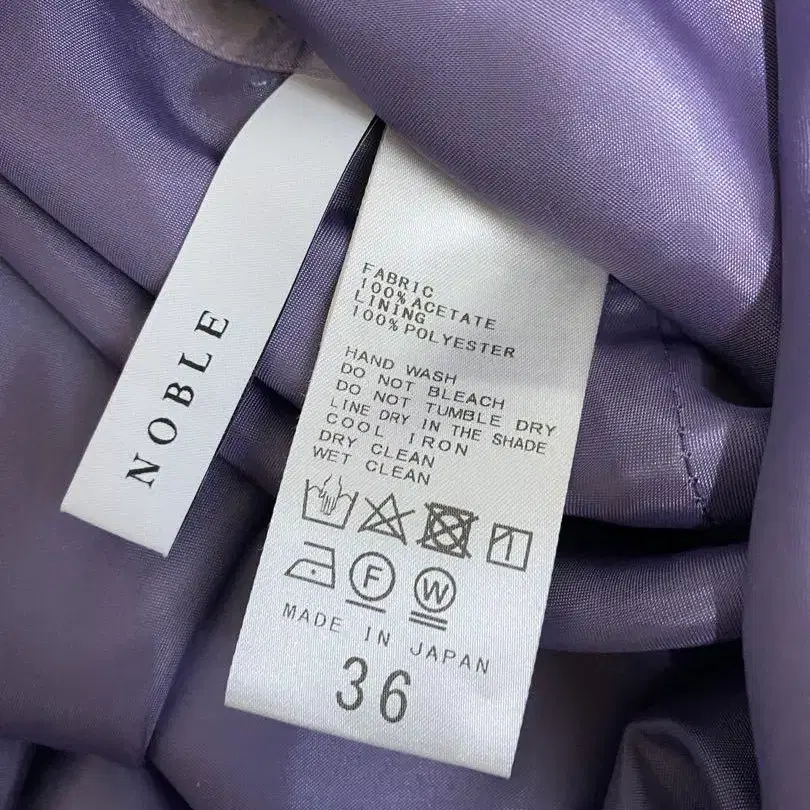 NOBLE
FABRIC
100% ACETATE
LINING
100% POLYESTER
HAND WASH
DO NOT BLEACH
DO NOT TUMBLE DRY
LINE DRY IN THE SHADE
COOL IRON
DRY CLEAN
WET CLEAN
F W
MADE IN JAPAN
36